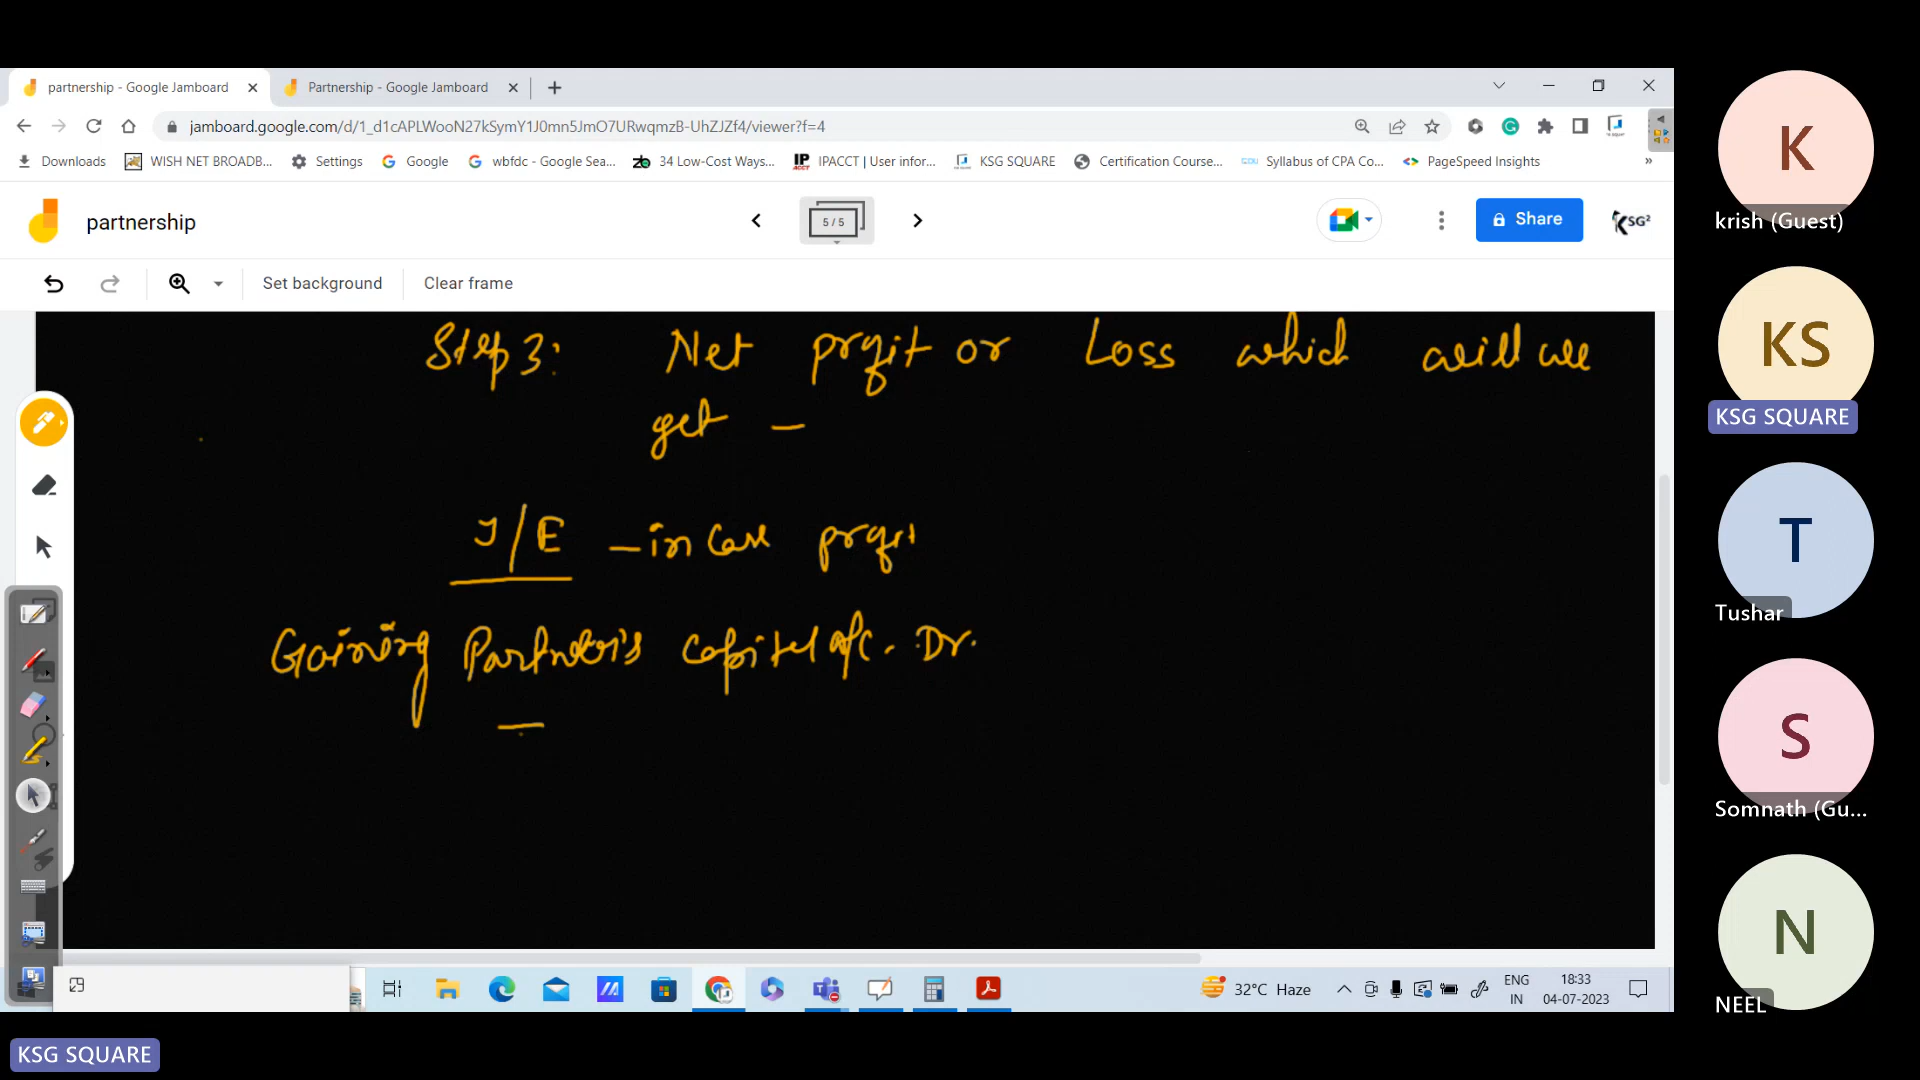 partnership - Google Jamboard
Partnership - Google Jamboard
jamboard.google.com/d/1_d1cAPLWooN27kSymY1J0mn5JmO7URwqmzB-UhZJZf4/viewer?f=4
Downloads WISH NET BROADB... Settings Google wbfdc - Google Sea... 34 Low-Cost Ways... IPACCT | User infor... KSG SQUARE Certification Course... Syllabus of CPA Co... PageSpeed Insights »
partnership
5 / 5
Share
KSG²
Set background
Clear frame
Step 3: Net profit or Loss which will we
get –
J/E – in case profit
Gaining Partner's capital A/c. Dr.
32°C Haze
ENG
IN
18:33
04-07-2023
K
krish (Guest)
KS
KSG SQUARE
T
Tushar
S
Somnath (Gu...
N
NEEL
KSG SQUARE